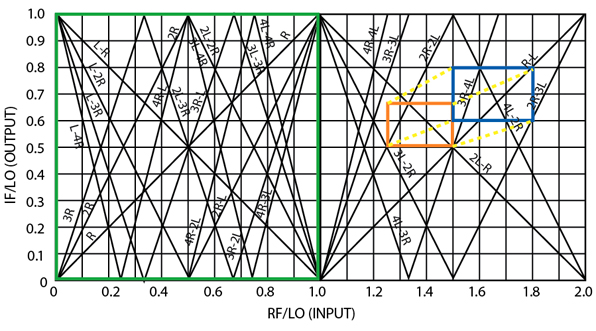 IF/LO (OUTPUT)
1.0
0.9
0.8
0.7
0.6
0.5
0.4
0.3
0.2
0.1
0
L-R
L-2R
L-3R
L-4R
3R
2R
R
2R
2L-2R
3L-4R
4R-L
2L-3R
3R-L
4L-4R
3L-3R
R
4R-2L
2R-L
3R-2L
4R-3L
4R-4L
3R-3L
2R-2L
R-L
3R-4L
2R-3L
4L-2R
3L-2R
2L-R
4L-3R
0 0.2 0.4 0.6 0.8 1.0 1.2 1.4 1.6 1.8 2.0
RF/LO (INPUT)